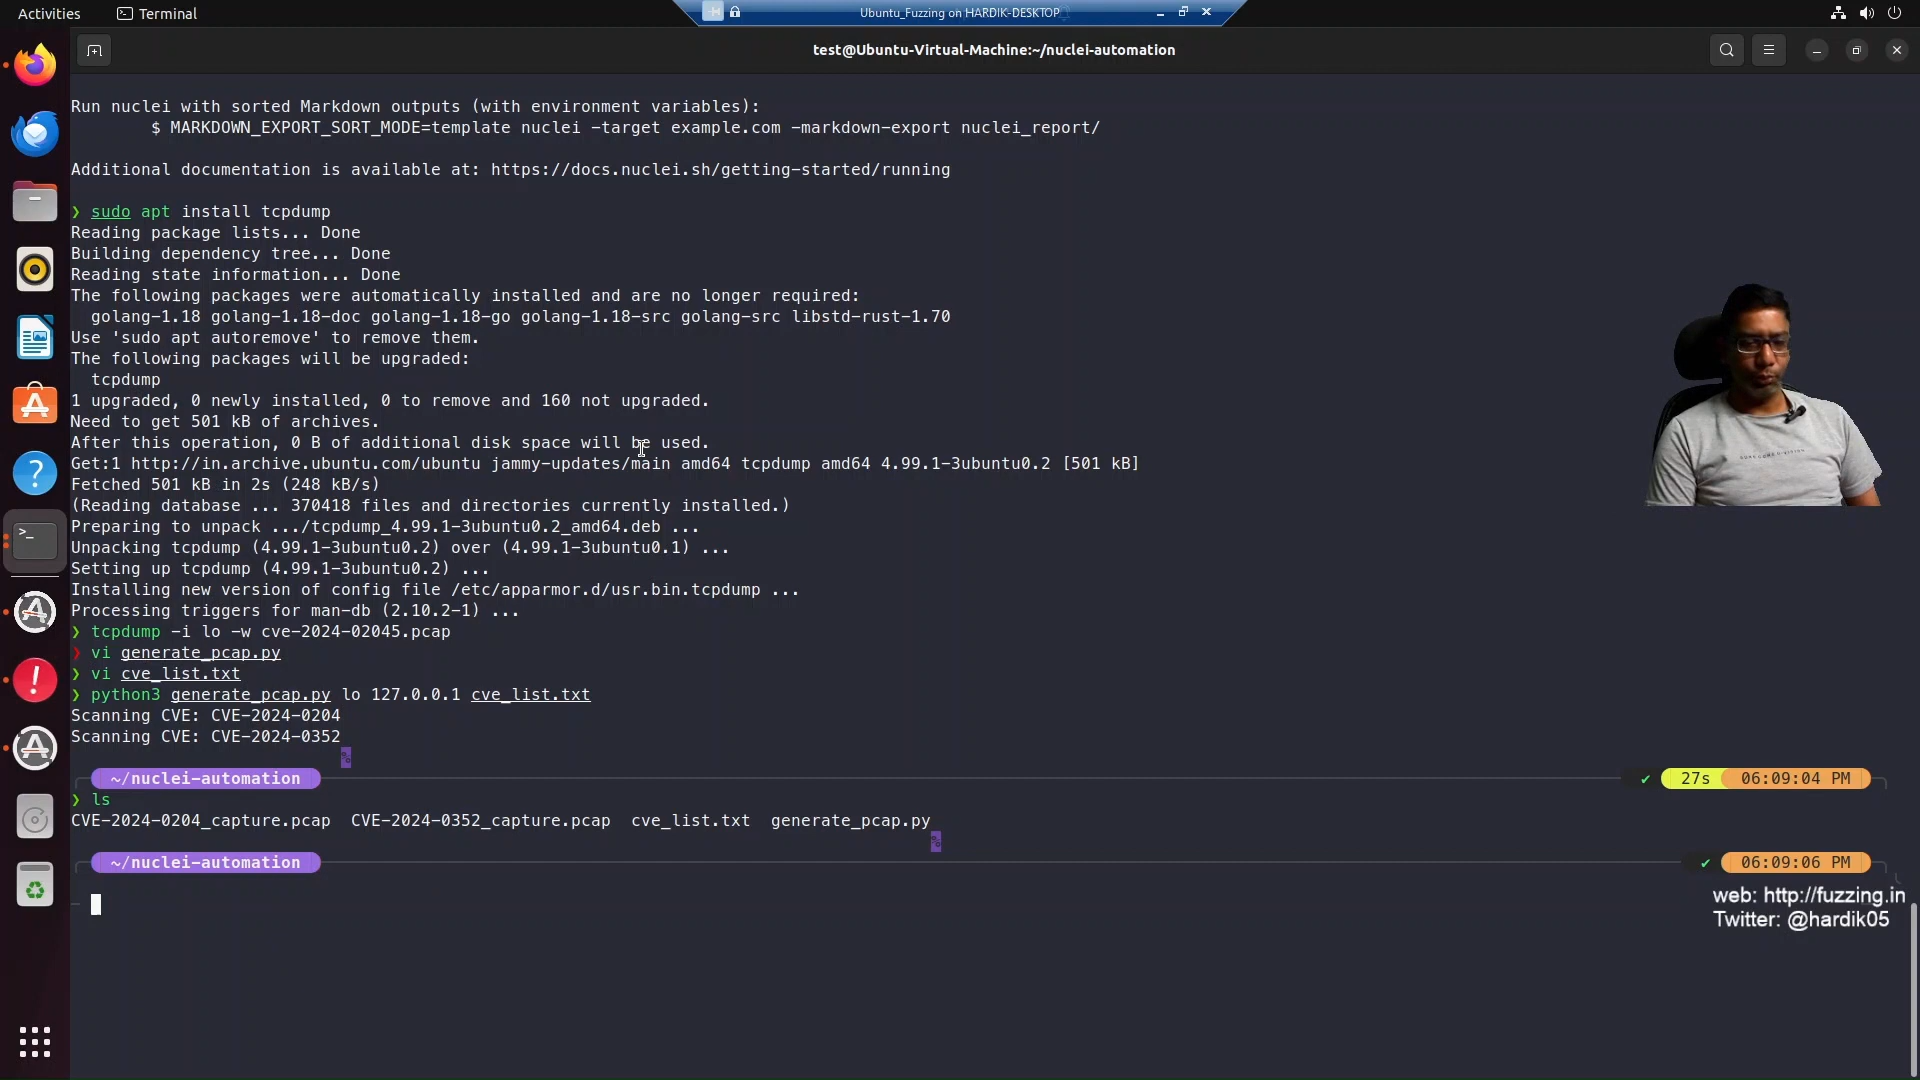 Activities
Terminal
Ubuntu_Fuzzing on HARDIK-DESKTOP
test@Ubuntu-Virtual-Machine:~/nuclei-automation
Run nuclei with sorted Markdown outputs (with environment variables):
$ MARKDOWN_EXPORT_SORT_MODE=template nuclei -target example.com -markdown-export nuclei_report/
Additional documentation is available at: https://docs.nuclei.sh/getting-started/running
❯ sudo apt install tcpdump
Reading package lists... Done
Building dependency tree... Done
Reading state information... Done
The following packages were automatically installed and are no longer required:
golang-1.18 golang-1.18-doc golang-1.18-go golang-1.18-src golang-src libstd-rust-1.70
Use 'sudo apt autoremove' to remove them.
The following packages will be upgraded:
tcpdump
1 upgraded, 0 newly installed, 0 to remove and 160 not upgraded.
Need to get 501 kB of archives.
After this operation, 0 B of additional disk space will be used.
Get:1 http://in.archive.ubuntu.com/ubuntu jammy-updates/main amd64 tcpdump amd64 4.99.1-3ubuntu0.2 [501 kB]
Fetched 501 kB in 2s (248 kB/s)
(Reading database ... 370418 files and directories currently installed.)
Preparing to unpack .../tcpdump_4.99.1-3ubuntu0.2_amd64.deb ...
Unpacking tcpdump (4.99.1-3ubuntu0.2) over (4.99.1-3ubuntu0.1) ...
Setting up tcpdump (4.99.1-3ubuntu0.2) ...
Installing new version of config file /etc/apparmor.d/usr.bin.tcpdump ...
Processing triggers for man-db (2.10.2-1) ...
❯ tcpdump -i lo -w cve-2024-02045.pcap
❯ vi generate_pcap.py
❯ vi cve_list.txt
❯ python3 generate_pcap.py lo 127.0.0.1 cve_list.txt
Scanning CVE: CVE-2024-0204
Scanning CVE: CVE-2024-0352
%
~/nuclei-automation ✔ 27s 06:09:04 PM
❯ ls
CVE-2024-0204_capture.pcap CVE-2024-0352_capture.pcap cve_list.txt generate_pcap.py
%
~/nuclei-automation ✔ 06:09:06 PM
web: http://fuzzing.in
Twitter: @hardik05